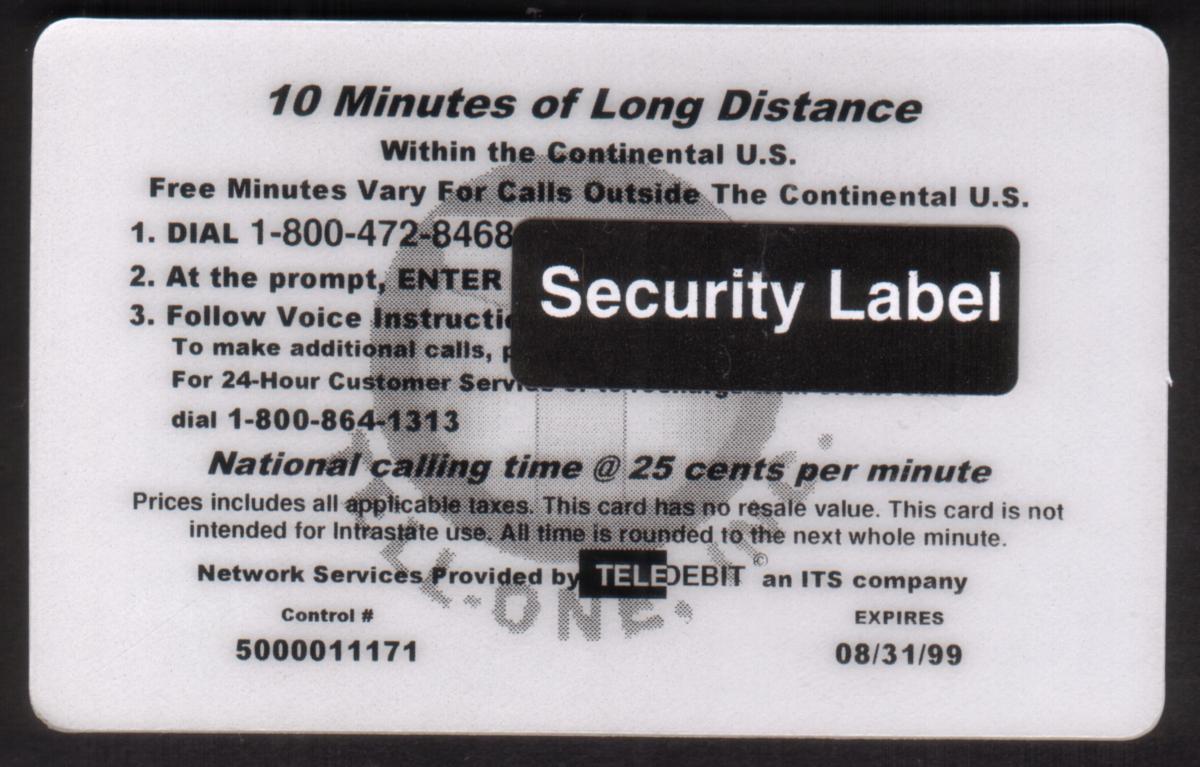 10 Minutes of Long Distance
Within the Continental U.S.
Free Minutes Vary For Calls Outside The Continental U.S.
1. DIAL 1-800-472-8468
2. At the prompt, ENTER
3. Follow Voice
Security Label
To make additional calls,
For 24-Hour Customer
dial 1-800-864-1313
National calling time @ 25 cents per minute
Prices includes all applicable taxes. This card has no resale value. This card is not
intended for Intrastate use. All time is rounded to the next whole minute.
Network Services Provided by TELEDEBIT © an ITS company
Control #
5000011171
EXPIRES
08/31/99